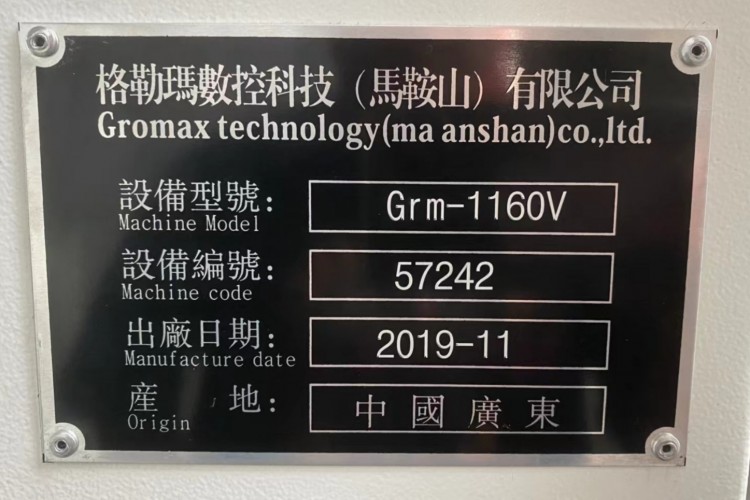 格勒瑪數控科技（馬鞍山）有限公司
Gromax technology(ma anshan)co.,ltd.
設備型號: Grm-1160V
Machine Model
設備編號: 57242
Machine code
出廠日期: 2019-11
Manufacture date
産 地: 中國廣東
Origin